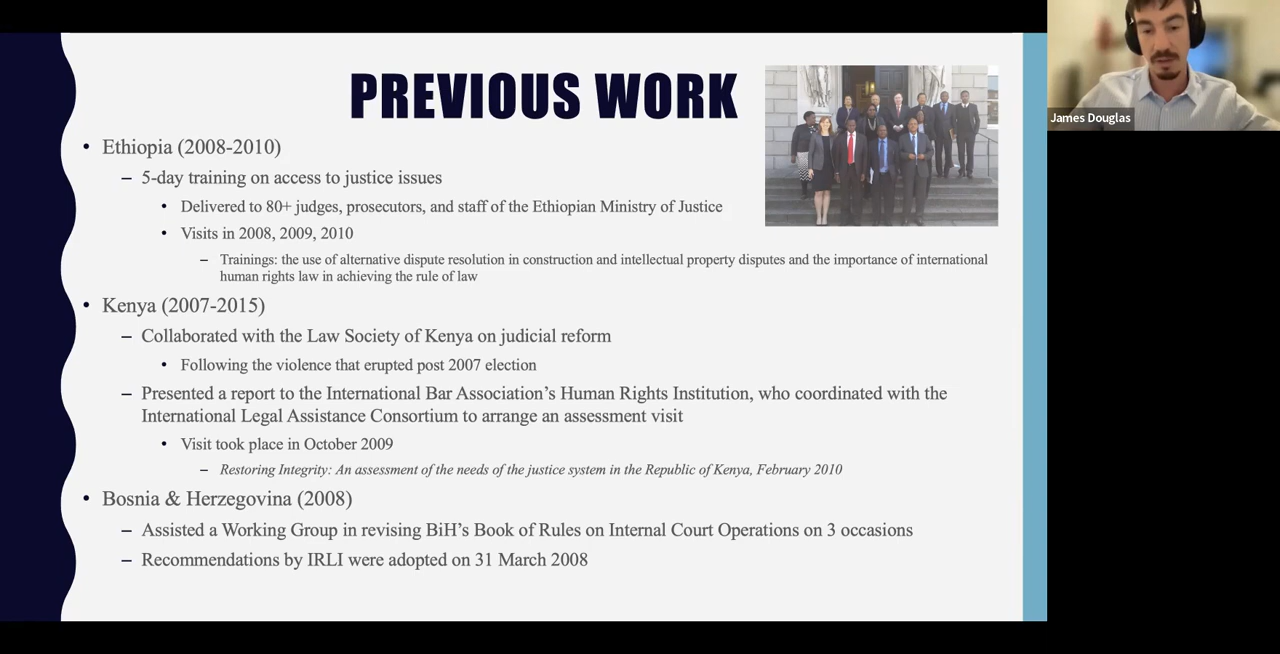 PREVIOUS WORK
James Douglas
• Ethiopia (2008-2010)
– 5-day training on access to justice issues
• Delivered to 80+ judges, prosecutors, and staff of the Ethiopian Ministry of Justice
• Visits in 2008, 2009, 2010
– Trainings: the use of alternative dispute resolution in construction and intellectual property disputes and the importance of international
human rights law in achieving the rule of law
• Kenya (2007-2015)
– Collaborated with the Law Society of Kenya on judicial reform
• Following the violence that erupted post 2007 election
– Presented a report to the International Bar Association’s Human Rights Institution, who coordinated with the
International Legal Assistance Consortium to arrange an assessment visit
• Visit took place in October 2009
– Restoring Integrity: An assessment of the needs of the justice system in the Republic of Kenya, February 2010
• Bosnia & Herzegovina (2008)
– Assisted a Working Group in revising BiH’s Book of Rules on Internal Court Operations on 3 occasions
– Recommendations by IRLI were adopted on 31 March 2008